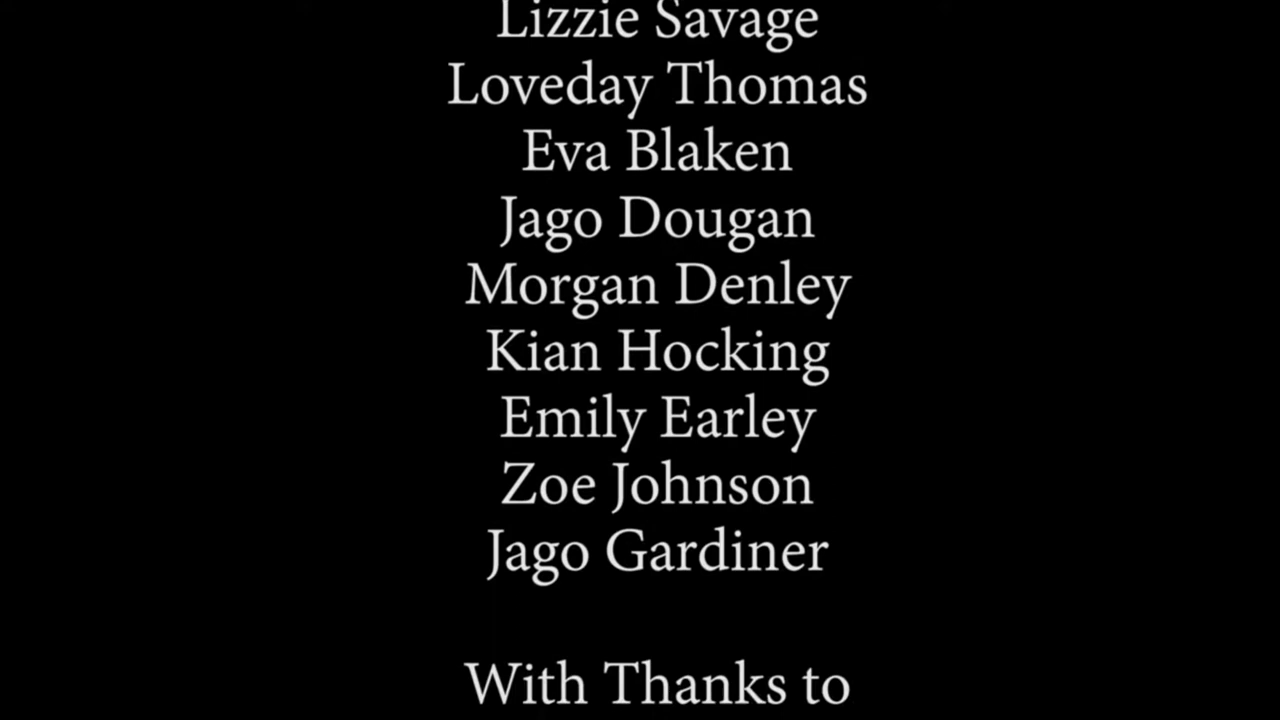 Lizzie Savage
Loveday Thomas
Eva Blaken
Jago Dougan
Morgan Denley
Kian Hocking
Emily Earley
Zoe Johnson
Jago Gardiner
With Thanks to